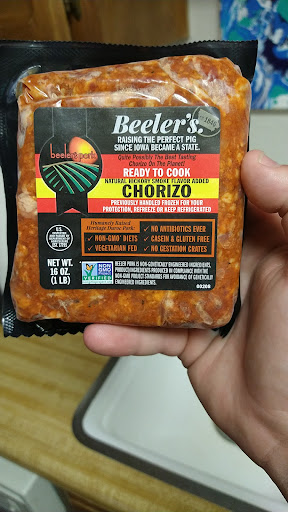 Beeler's.
RAISING THE PERFECT PIG
SINCE IOWA BECAME A STATE.
1846
beeler's pork
Quite Possibly The Best Tasting
Chorizo On The Planet!
READY TO COOK
NATURAL HICKORY SMOKE FLAVOR ADDED
CHORIZO
PREVIOUSLY HANDLED FROZEN FOR YOUR
PROTECTION, REFREEZE OR KEEP REFRIGERATED
U.S.
Humanely Raised
Heritage Duroc Pork:
✓ NON-GMO DIETS
✓ VEGETARIAN FED
✓ NO ANTIBIOTICS EVER
✓ CASEIN & GLUTEN FREE
✓ NO GESTATION CRATES
NET WT.
16 OZ.
(1 LB)
NON
GMO
VERIFIED
BEELER PORK IS NON-GENETICALLY ENGINEERED INGREDIENTS.
PRODUCE/INGREDIENTS PRODUCED IN COMPLIANCE WITH THE
NON-GMO PROJECT STANDARDS FOR AVOIDANCE OF GENETICALLY
ENGINEERED INGREDIENTS.